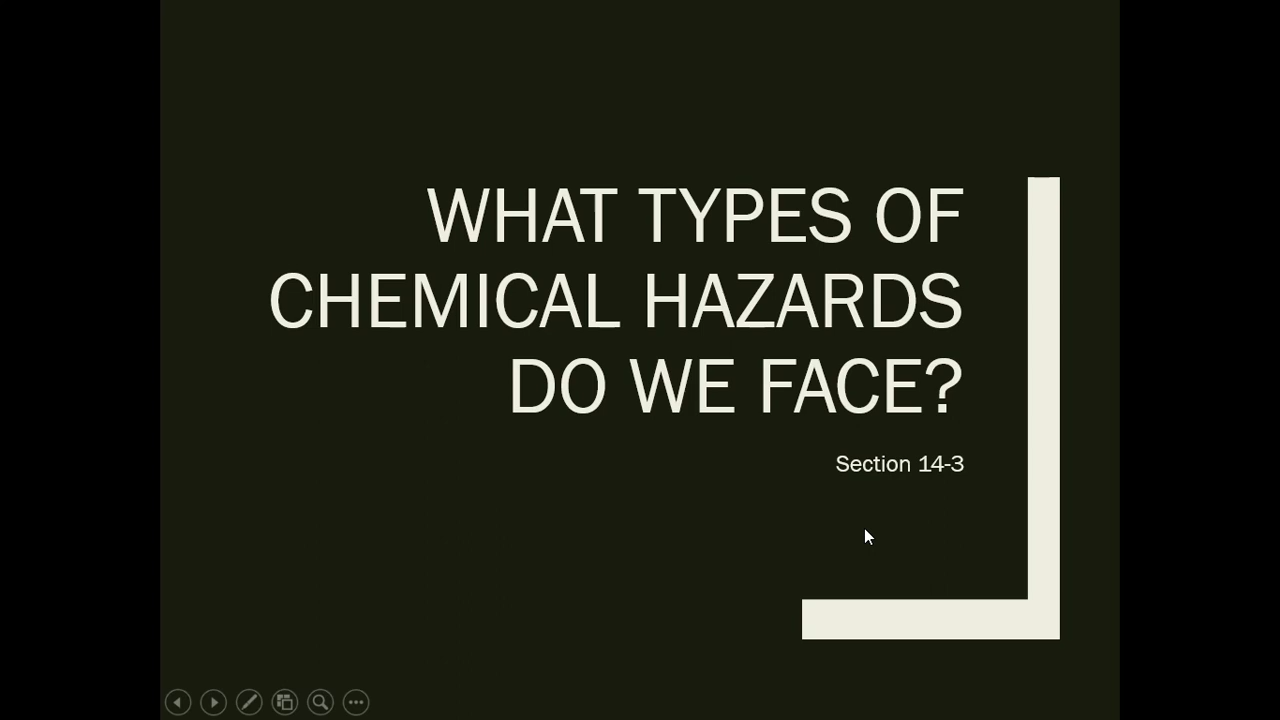 WHAT TYPES OF
CHEMICAL HAZARDS
DO WE FACE?
Section 14-3